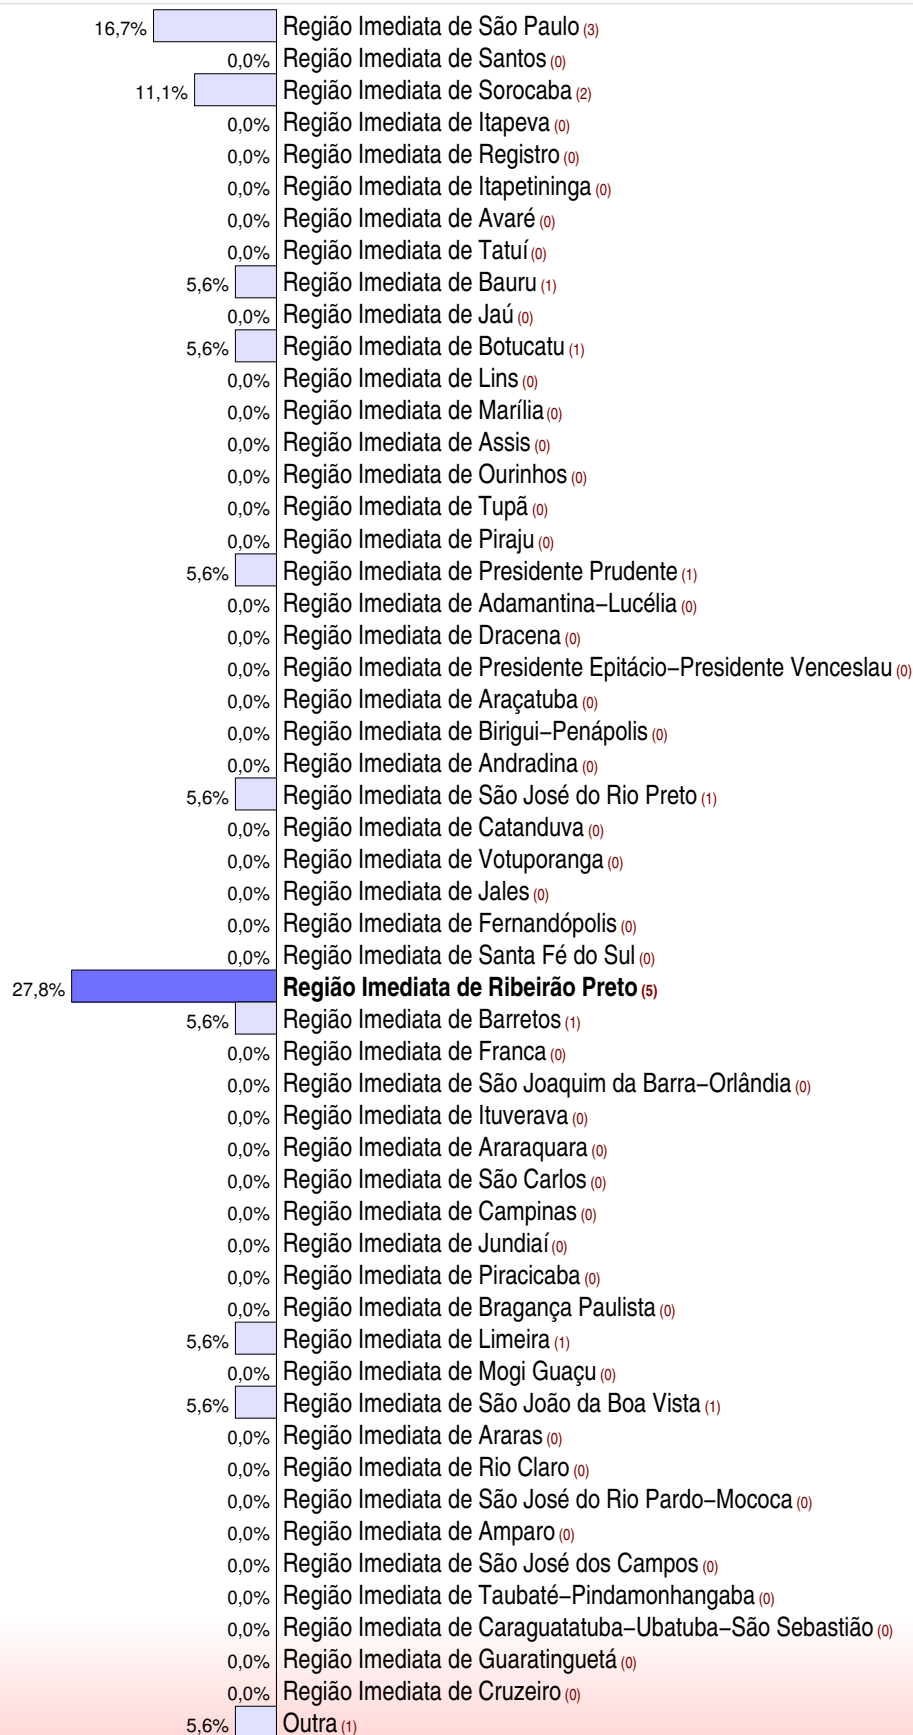 16,7% Região Imediata de São Paulo (3)
0,0% Região Imediata de Santos (0)
11,1% Região Imediata de Sorocaba (2)
0,0% Região Imediata de Itapeva (0)
0,0% Região Imediata de Registro (0)
0,0% Região Imediata de Itapetininga (0)
0,0% Região Imediata de Avaré (0)
0,0% Região Imediata de Tatuí (0)
5,6% Região Imediata de Bauru (1)
0,0% Região Imediata de Jaú (0)
5,6% Região Imediata de Botucatu (1)
0,0% Região Imediata de Lins (0)
0,0% Região Imediata de Marília (0)
0,0% Região Imediata de Assis (0)
0,0% Região Imediata de Ourinhos (0)
0,0% Região Imediata de Tupã (0)
0,0% Região Imediata de Piraju (0)
5,6% Região Imediata de Presidente Prudente (1)
0,0% Região Imediata de Adamantina–Lucélia (0)
0,0% Região Imediata de Dracena (0)
0,0% Região Imediata de Presidente Epitácio–Presidente Venceslau (0)
0,0% Região Imediata de Araçatuba (0)
0,0% Região Imediata de Birigui–Penápolis (0)
0,0% Região Imediata de Andradina (0)
5,6% Região Imediata de São José do Rio Preto (1)
0,0% Região Imediata de Catanduva (0)
0,0% Região Imediata de Votuporanga (0)
0,0% Região Imediata de Jales (0)
0,0% Região Imediata de Fernandópolis (0)
0,0% Região Imediata de Santa Fé do Sul (0)
27,8% Região Imediata de Ribeirão Preto (5)
5,6% Região Imediata de Barretos (1)
0,0% Região Imediata de Franca (0)
0,0% Região Imediata de São Joaquim da Barra–Orlândia (0)
0,0% Região Imediata de Ituverava (0)
0,0% Região Imediata de Araraquara (0)
0,0% Região Imediata de São Carlos (0)
0,0% Região Imediata de Campinas (0)
0,0% Região Imediata de Jundiaí (0)
0,0% Região Imediata de Piracicaba (0)
0,0% Região Imediata de Bragança Paulista (0)
5,6% Região Imediata de Limeira (1)
0,0% Região Imediata de Mogi Guaçu (0)
5,6% Região Imediata de São João da Boa Vista (1)
0,0% Região Imediata de Araras (0)
0,0% Região Imediata de Rio Claro (0)
0,0% Região Imediata de São José do Rio Pardo–Mococa (0)
0,0% Região Imediata de Amparo (0)
0,0% Região Imediata de São José dos Campos (0)
0,0% Região Imediata de Taubaté–Pindamonhangaba (0)
0,0% Região Imediata de Caraguatatuba–Ubatuba–São Sebastião (0)
0,0% Região Imediata de Guaratinguetá (0)
0,0% Região Imediata de Cruzeiro (0)
5,6% Outra (1)